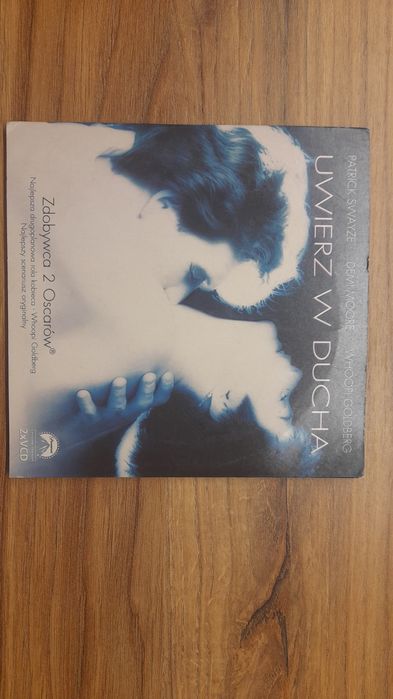 PATRICK SWAYZE DEMI MOORE WHOOPI GOLDBERG
UWIERZ W DUCHA
Zdobywca 2 Oscarów®
Najlepsza drugoplanowa rola kobieca - Whoopi Goldberg
Najlepszy scenariusz oryginalny
2xVCD